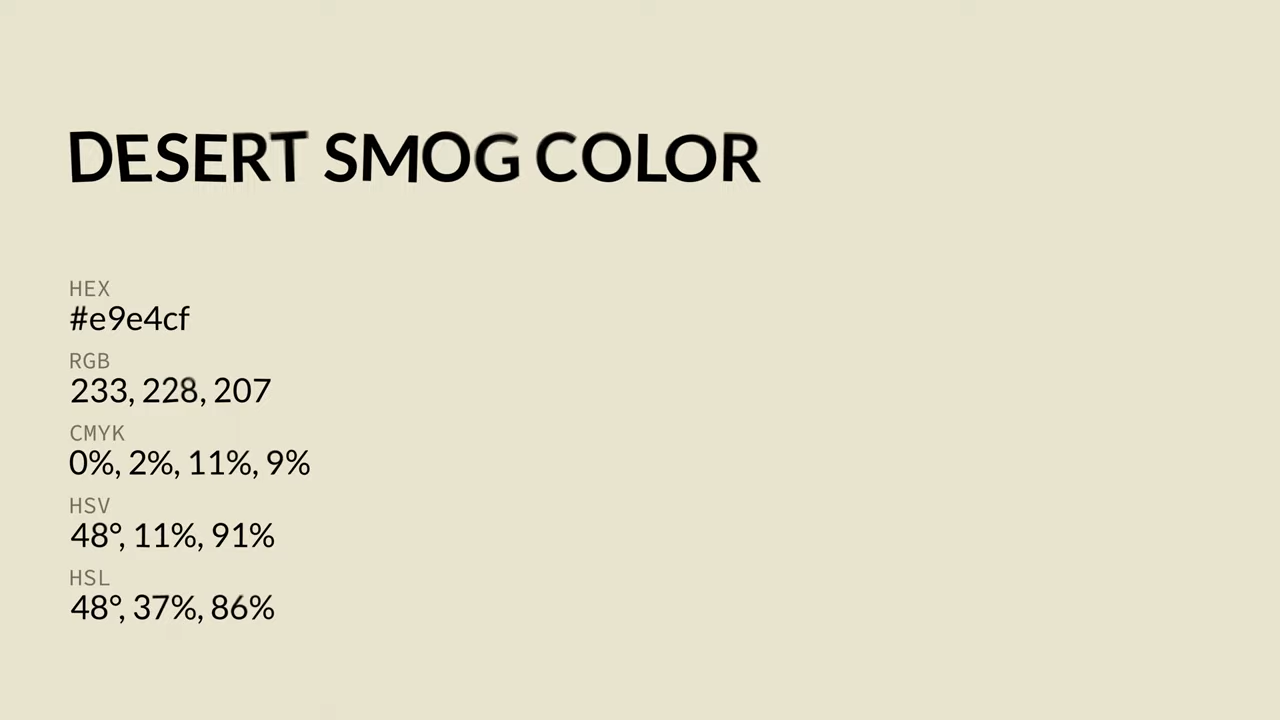 DESERT SMOG COLOR
HEX
#e9e4cf
RGB
233, 228, 207
CMYK
0%, 2%, 11%, 9%
HSV
48°, 11%, 91%
HSL
48°, 37%, 86%